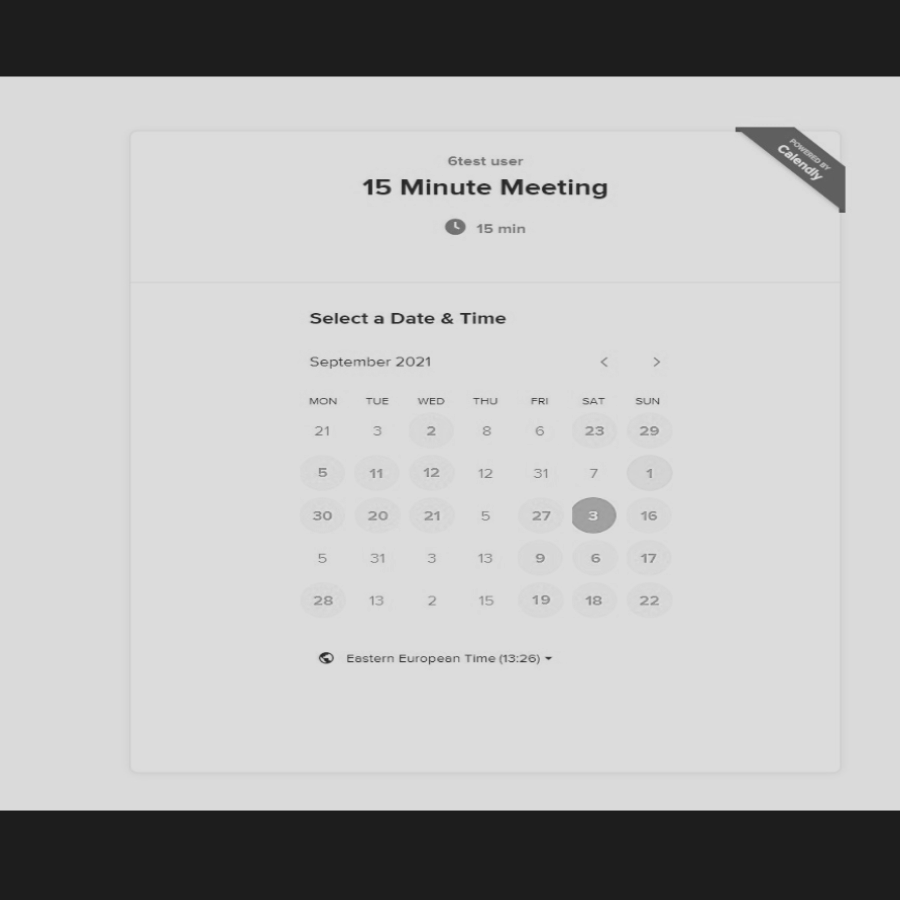 POWERED BY
Calendly
6test user
15 Minute Meeting
15 min
Select a Date & Time
September 2021
MON TUE WED THU FRI SAT SUN
21 3 2 8 6 23 29
5 11 12 12 31 7 1
30 20 21 5 27 3 16
5 31 3 13 9 6 17
28 13 2 15 19 18 22
Eastern European Time (13:26)